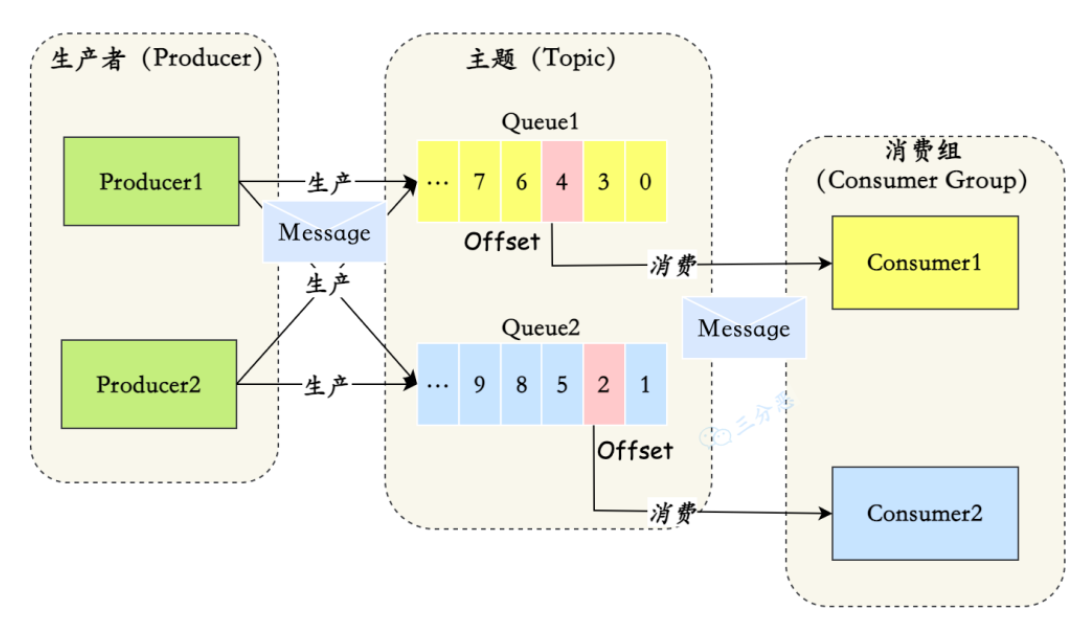 生产者 (Producer)
Producer1
Producer2
生产
Message
生产
生产
主题 (Topic)
Queue1
… 7 6 4 3 0
Offset
消费
Queue2
… 9 8 5 2 1
Offset
消费
Message
三分恶
消费组
(Consumer Group)
Consumer1
Consumer2